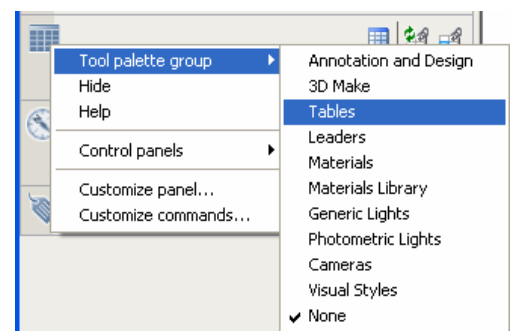 Tool palette group
Hide
Help
Control panels
Customize panel...
Customize commands...
Annotation and Design
3D Make
Tables
Leaders
Materials
Materials Library
Generic Lights
Photometric Lights
Cameras
Visual Styles
None